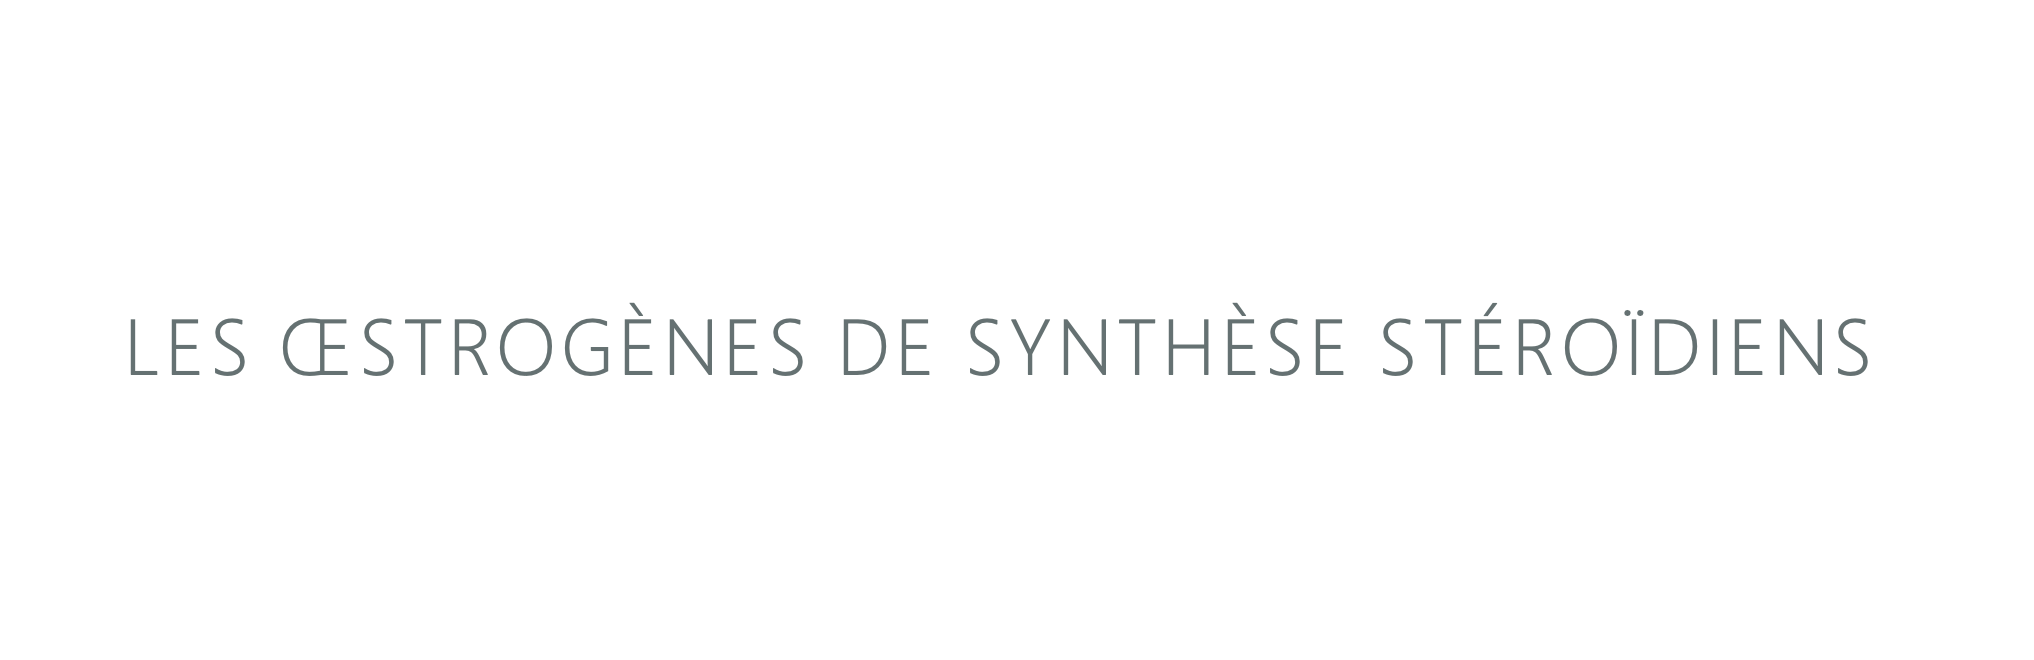 LES ŒSTROGÈNES DE SYNTHÈSE STÉROÏDIENS